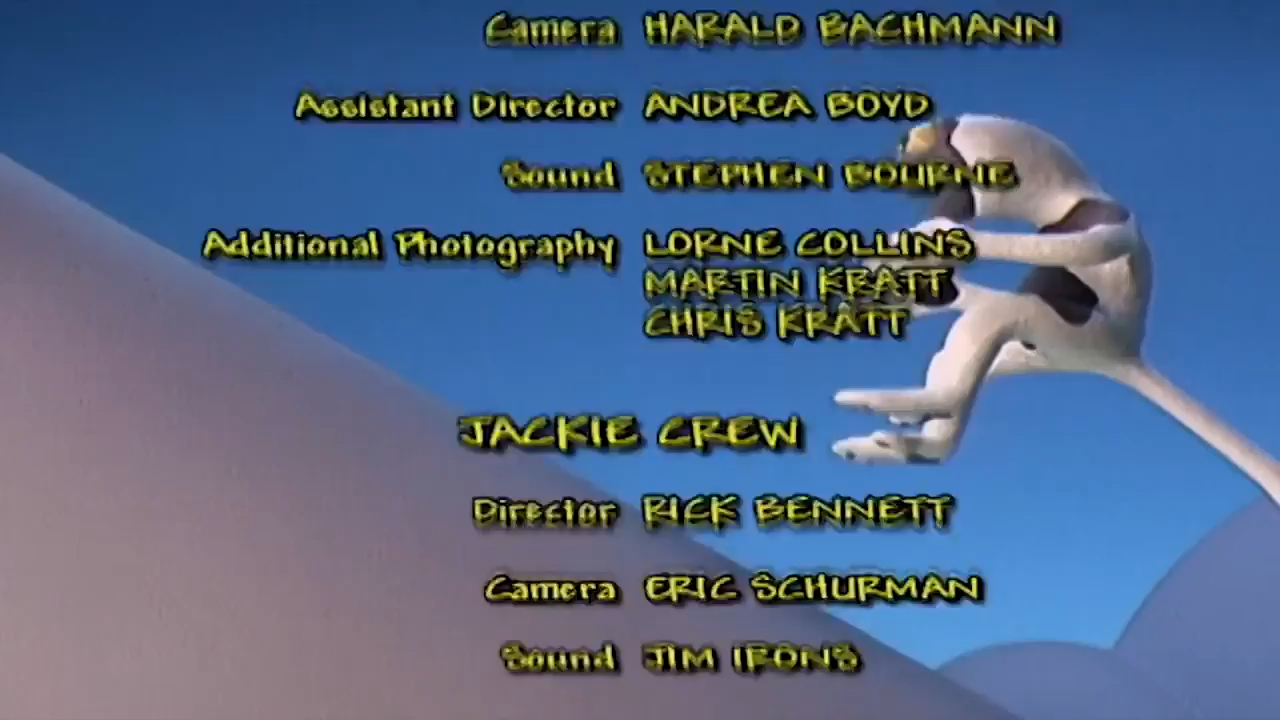 Camera HARALD BACHMANN
Assistant Director ANDREA BOYD
Sound STEPHEN BOURNE
Additional Photography LORNE COLLINS
MARTIN KRATT
CHRIS KRATT
JACKIE CREW
Director RICK BENNETT
Camera ERIC SCHURMAN
Sound JIM IRONS